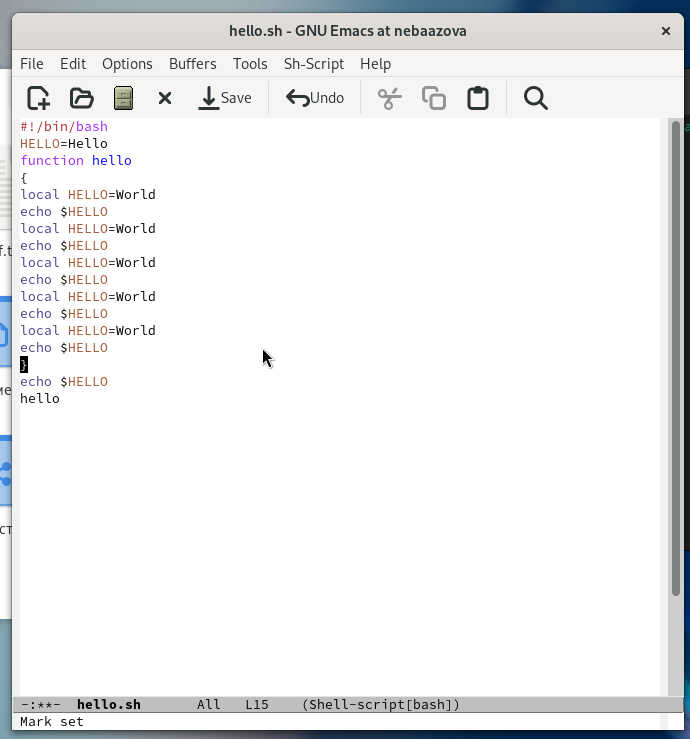 hello.sh - GNU Emacs at nebaazova
File Edit Options Buffers Tools Sh-Script Help
Save Undo
#!/bin/bash
HELLO=Hello
function hello
{
local HELLO=World
echo $HELLO
local HELLO=World
echo $HELLO
local HELLO=World
echo $HELLO
local HELLO=World
echo $HELLO
local HELLO=World
echo $HELLO
}
echo $HELLO
hello
-:**- hello.sh All L15 (Shell-script[bash])
Mark set